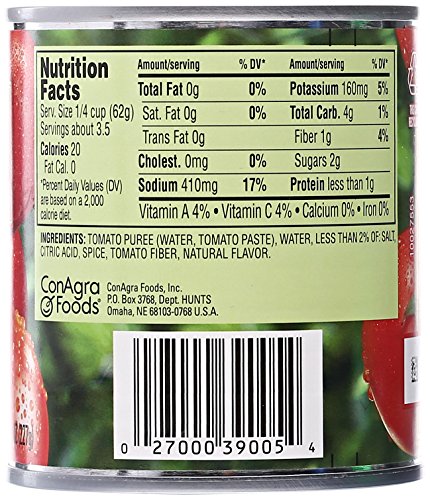 Nutrition Facts
Serv. Size 1/4 cup (62g)
Servings about 3.5
Calories 20
Fat Cal. 0
*Percent Daily Values (DV)
are based on a 2,000
calorie diet.
Amount/serving % DV*
Total Fat 0g 0%
Sat. Fat 0g 0%
Trans Fat 0g
Cholest. 0mg 0%
Sodium 410mg 17%
Amount/serving % DV*
Potassium 160mg 5%
Total Carb. 4g 1%
Fiber 1g 4%
Sugars 2g
Protein less than 1g
Vitamin A 4% • Vitamin C 4% • Calcium 0% • Iron 0%
INGREDIENTS: TOMATO PUREE (WATER, TOMATO PASTE), WATER, LESS THAN 2% OF: SALT,
CITRIC ACID, SPICE, TOMATO FIBER, NATURAL FLAVOR.
ConAgra
Foods
ConAgra Foods, Inc.
P.O. Box 3768, Dept. HUNTS
Omaha, NE 68103-0768 U.S.A.
0 27000 39005 4
10027553
(227g)